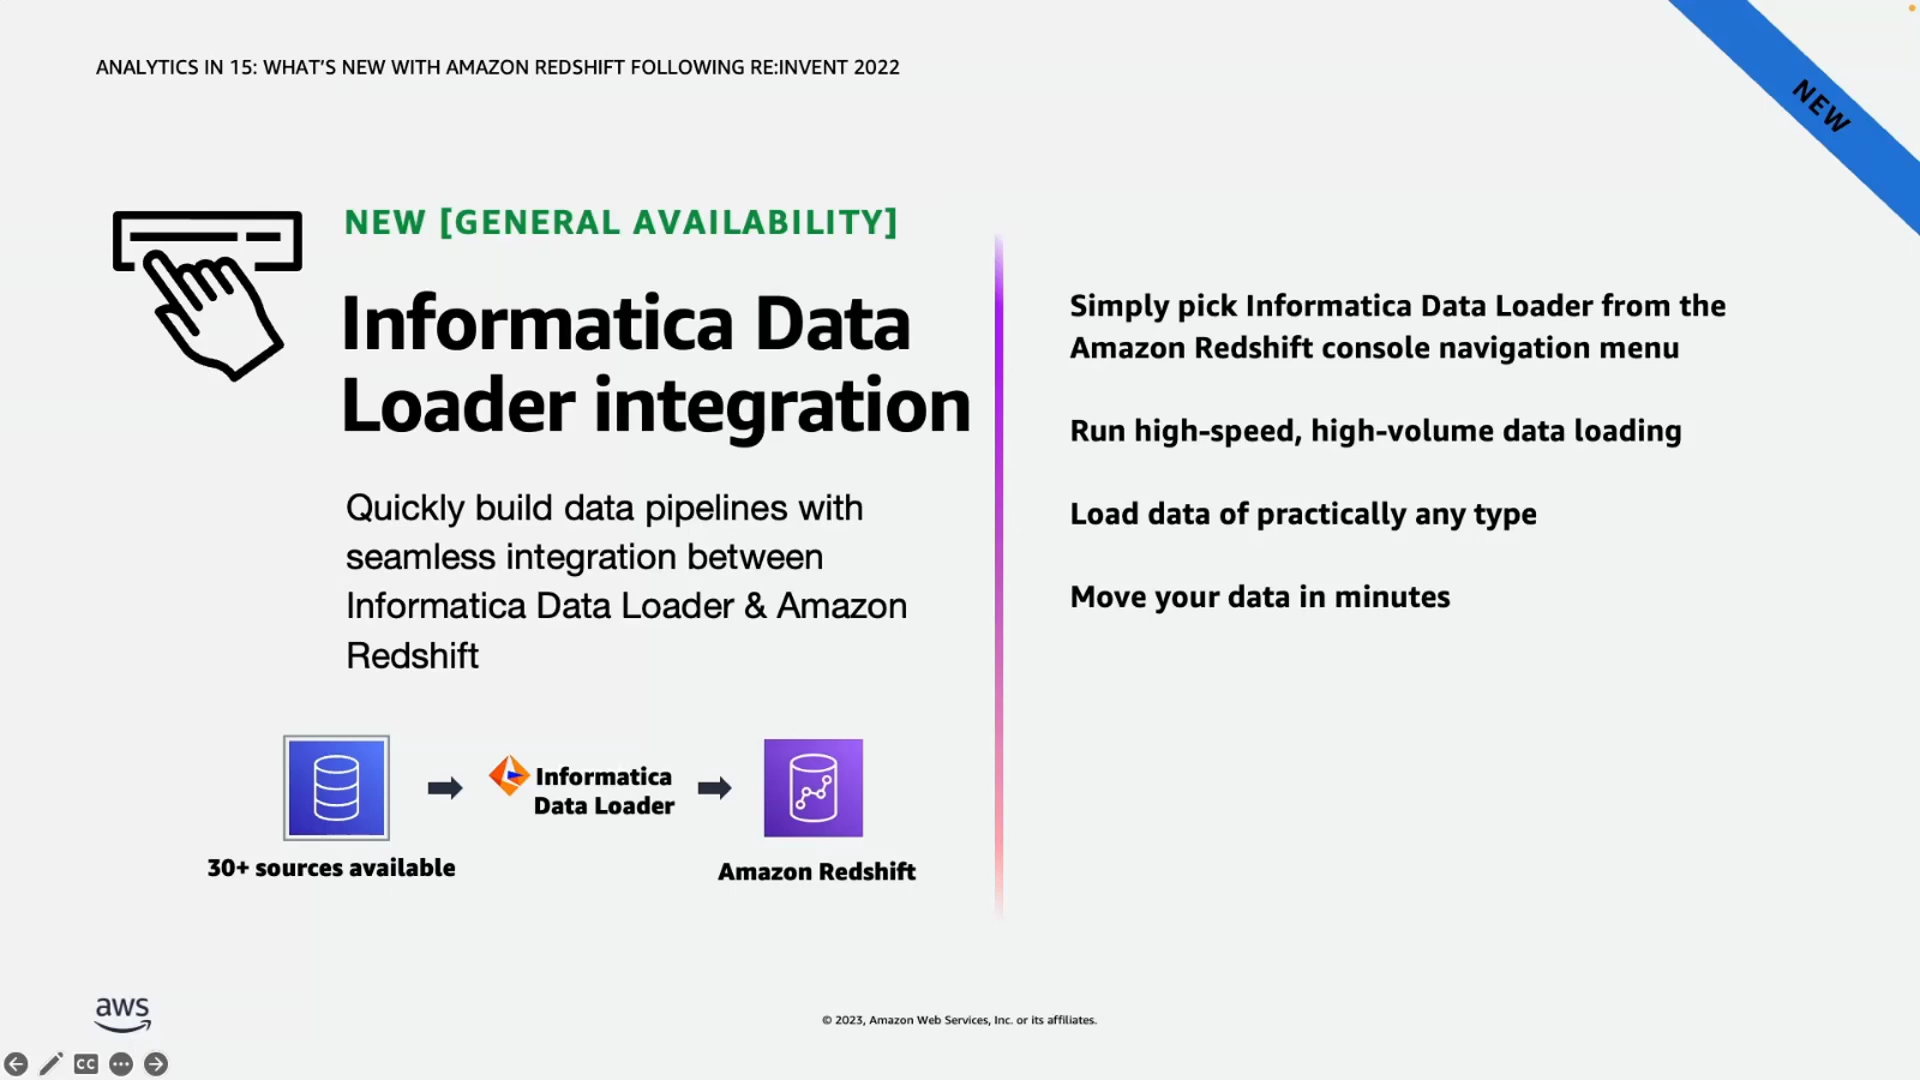 ANALYTICS IN 15: WHAT'S NEW WITH AMAZON REDSHIFT FOLLOWING RE:INVENT 2022
NEW
NEW [GENERAL AVAILABILITY]
Informatica Data
Loader integration
Quickly build data pipelines with
seamless integration between
Informatica Data Loader & Amazon
Redshift
Informatica
Data Loader
30+ sources available
Amazon Redshift
Simply pick Informatica Data Loader from the
Amazon Redshift console navigation menu
Run high-speed, high-volume data loading
Load data of practically any type
Move your data in minutes
aws
© 2023, Amazon Web Services, Inc. or its affiliates.
CC